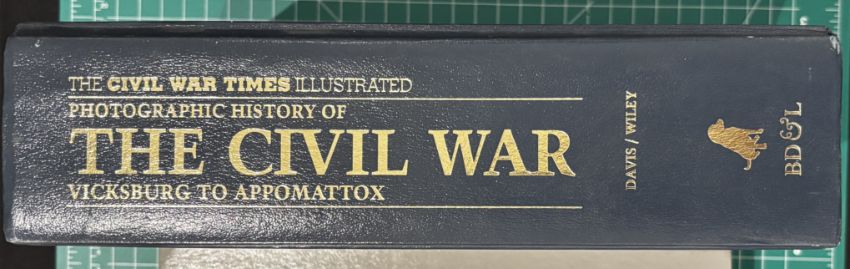 THE CIVIL WAR TIMES ILLUSTRATED
PHOTOGRAPHIC HISTORY OF
THE CIVIL WAR
VICKSBURG TO APPOMATTOX
DAVIS / WILEY
BD&L